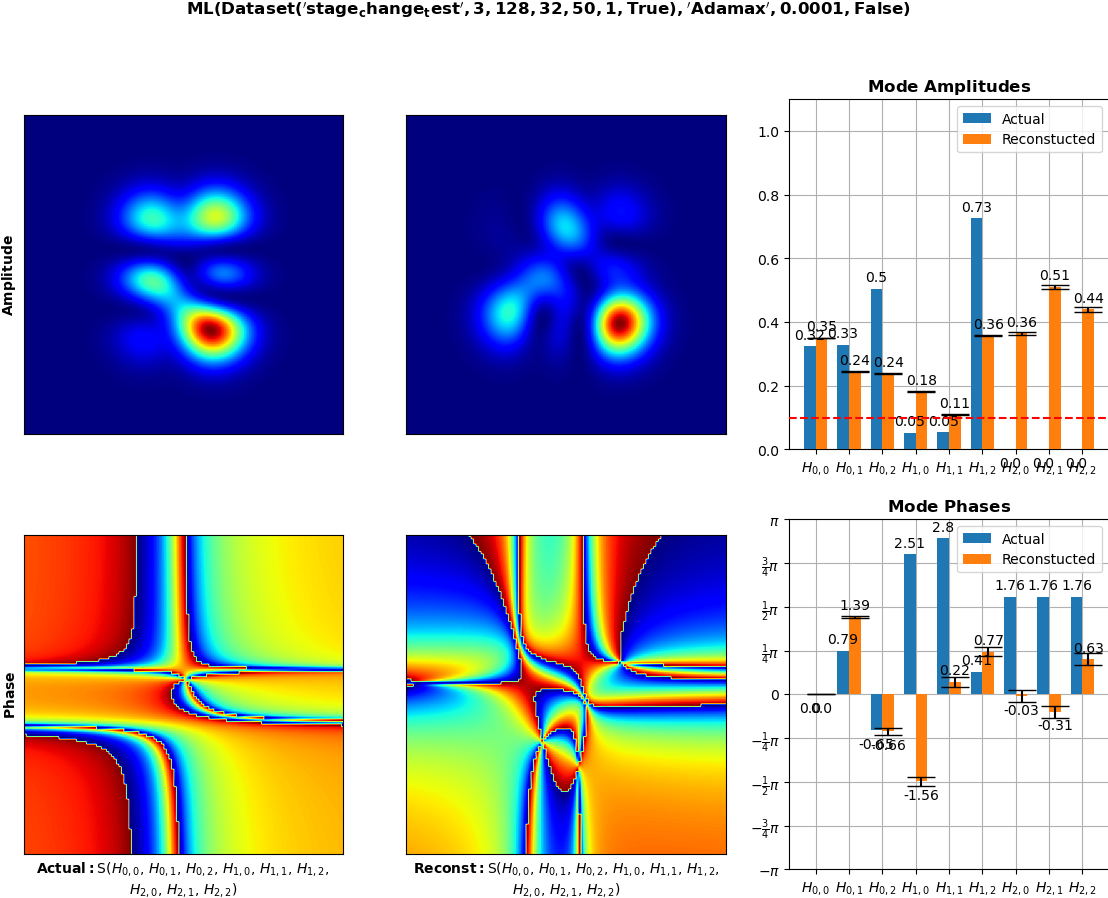 ML(Dataset('stage_change_test', 3, 128, 32, 50, 1, True), 'Adamax', 0.0001, False)
Mode Amplitudes
Actual
Reconstucted
1.0
0.8
0.6
0.4
0.2
0.0
0.32 0.35 0.33 0.24 0.5 0.24 0.05 0.18 0.05 0.11 0.73 0.36 0.0 0.36 0.0 0.51 0.0 0.44
H0,0 H0,1 H0,2 H1,0 H1,1 H1,2 H2,0 H2,1 H2,2
Amplitude
Mode Phases
Actual
Reconstucted
π
3/4π
1/2π
1/4π
0
−1/4π
−1/2π
−3/4π
−π
0.0 0.0 0.79 1.39 -0.65 -0.66 2.51 -1.56 2.8 0.22 0.41 0.77 1.76 -0.03 1.76 -0.31 1.76 0.63
H0,0 H0,1 H0,2 H1,0 H1,1 H1,2 H2,0 H2,1 H2,2
Phase
Actual: S(H0,0, H0,1, H0,2, H1,0, H1,1, H1,2,
H2,0, H2,1, H2,2)
Reconst: S(H0,0, H0,1, H0,2, H1,0, H1,1, H1,2,
H2,0, H2,1, H2,2)